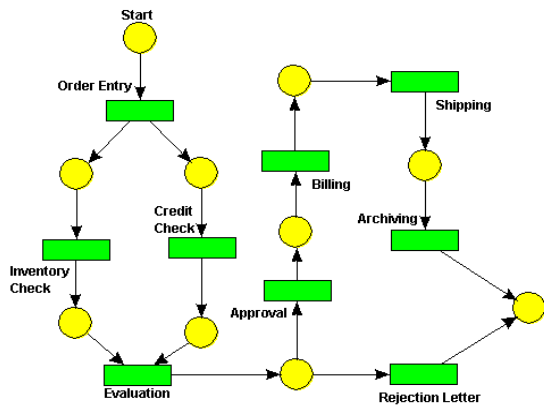 Start
Order Entry
Shipping
Billing
Credit
Check
Archiving
Inventory
Check
Approval
Evaluation
Rejection Letter